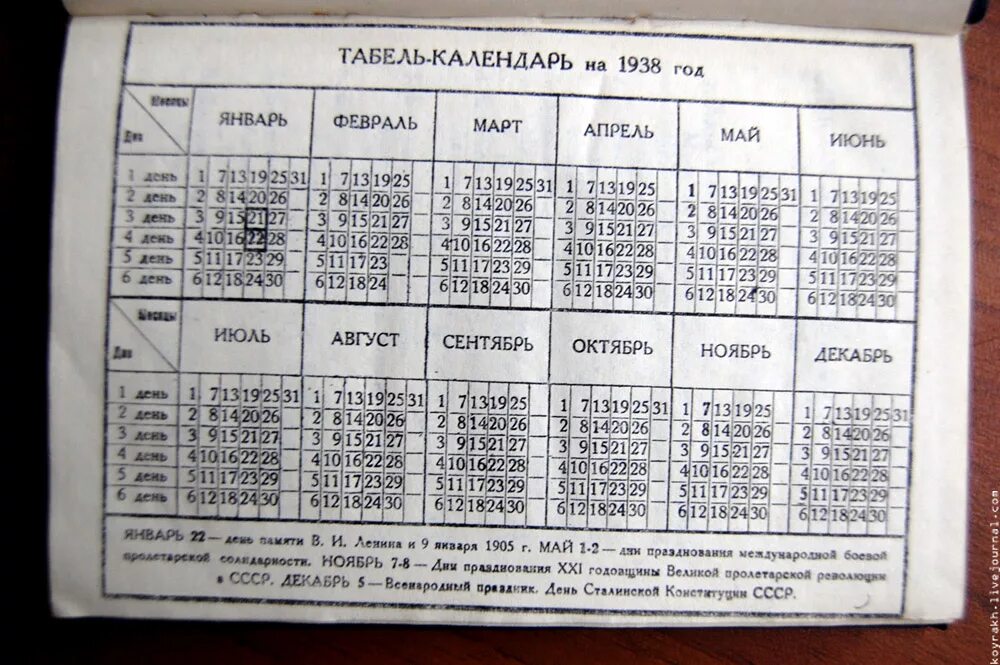 ТАБЕЛЬ-КАЛЕНДАРЬ на 1938 год
Месяцы
Дни
ЯНВАРЬ ФЕВРАЛЬ МАРТ АПРЕЛЬ МАЙ ИЮНЬ
1 день 1 7 13 19 25 31 1 7 13 19 25 1 7 13 19 25 31 1 7 13 19 25 1 7 13 19 25 31 1 7 13 19 25
2 день 2 8 14 20 26 2 8 14 20 26 2 8 14 20 26 2 8 14 20 26 2 8 14 20 26 2 8 14 20 26
3 день 3 9 15 21 27 3 9 15 21 27 3 9 15 21 27 3 9 15 21 27 3 9 15 21 27 3 9 15 21 27
4 день 4 10 16 22 28 4 10 16 22 28 4 10 16 22 28 4 10 16 22 28 4 10 16 22 28 4 10 16 22 28
5 день 5 11 17 23 29 5 11 17 23 5 11 17 23 29 5 11 17 23 29 5 11 17 23 29 5 11 17 23 29
6 день 6 12 18 24 30 6 12 18 24 6 12 18 24 30 6 12 18 24 30 6 12 18 24 30 6 12 18 24 30
Месяцы
Дни
ИЮЛЬ АВГУСТ СЕНТЯБРЬ ОКТЯБРЬ НОЯБРЬ ДЕКАБРЬ
1 день 1 7 13 19 25 31 1 7 13 19 25 31 1 7 13 19 25 1 7 13 19 25 31 1 7 13 19 25 1 7 13 19 25 31
2 день 2 8 14 20 26 2 8 14 20 26 2 8 14 20 26 2 8 14 20 26 2 8 14 20 26 2 8 14 20 26
3 день 3 9 15 21 27 3 9 15 21 27 3 9 15 21 27 3 9 15 21 27 3 9 15 21 27 3 9 15 21 27
4 день 4 10 16 22 28 4 10 16 22 28 4 10 16 22 28 4 10 16 22 28 4 10 16 22 28 4 10 16 22 28
5 день 5 11 17 23 29 5 11 17 23 29 5 11 17 23 29 5 11 17 23 29 5 11 17 23 29 5 11 17 23 29
6 день 6 12 18 24 30 6 12 18 24 30 6 12 18 24 30 6 12 18 24 30 6 12 18 24 30 6 12 18 24 30
ЯНВАРЬ 22 — день памяти В. И. Ленина и 9 января 1905 г. МАЙ 1-2 — дни празднования международной боевой
пролетарской солидарности. НОЯБРЬ 7-8 — Дни празднования XXI годовщины Великой пролетарской революции
в СССР. ДЕКАБРЬ 5 — Всенародный праздник. День Сталинской Конституции СССР.
koyrakh.livejournal.com